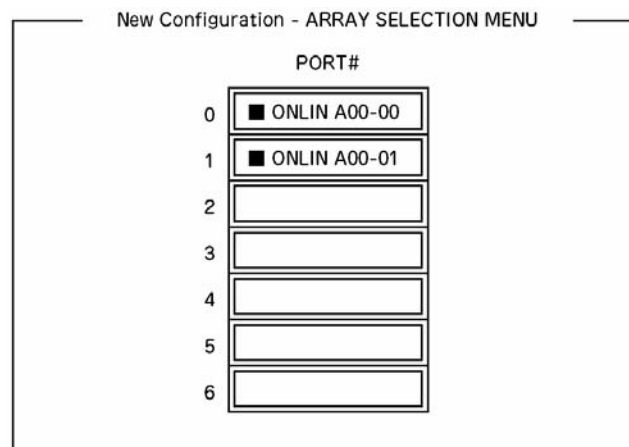 New Configuration - ARRAY SELECTION MENU
PORT#
0 ■ ONLIN A00-00
1 ■ ONLIN A00-01
2
3
4
5
6